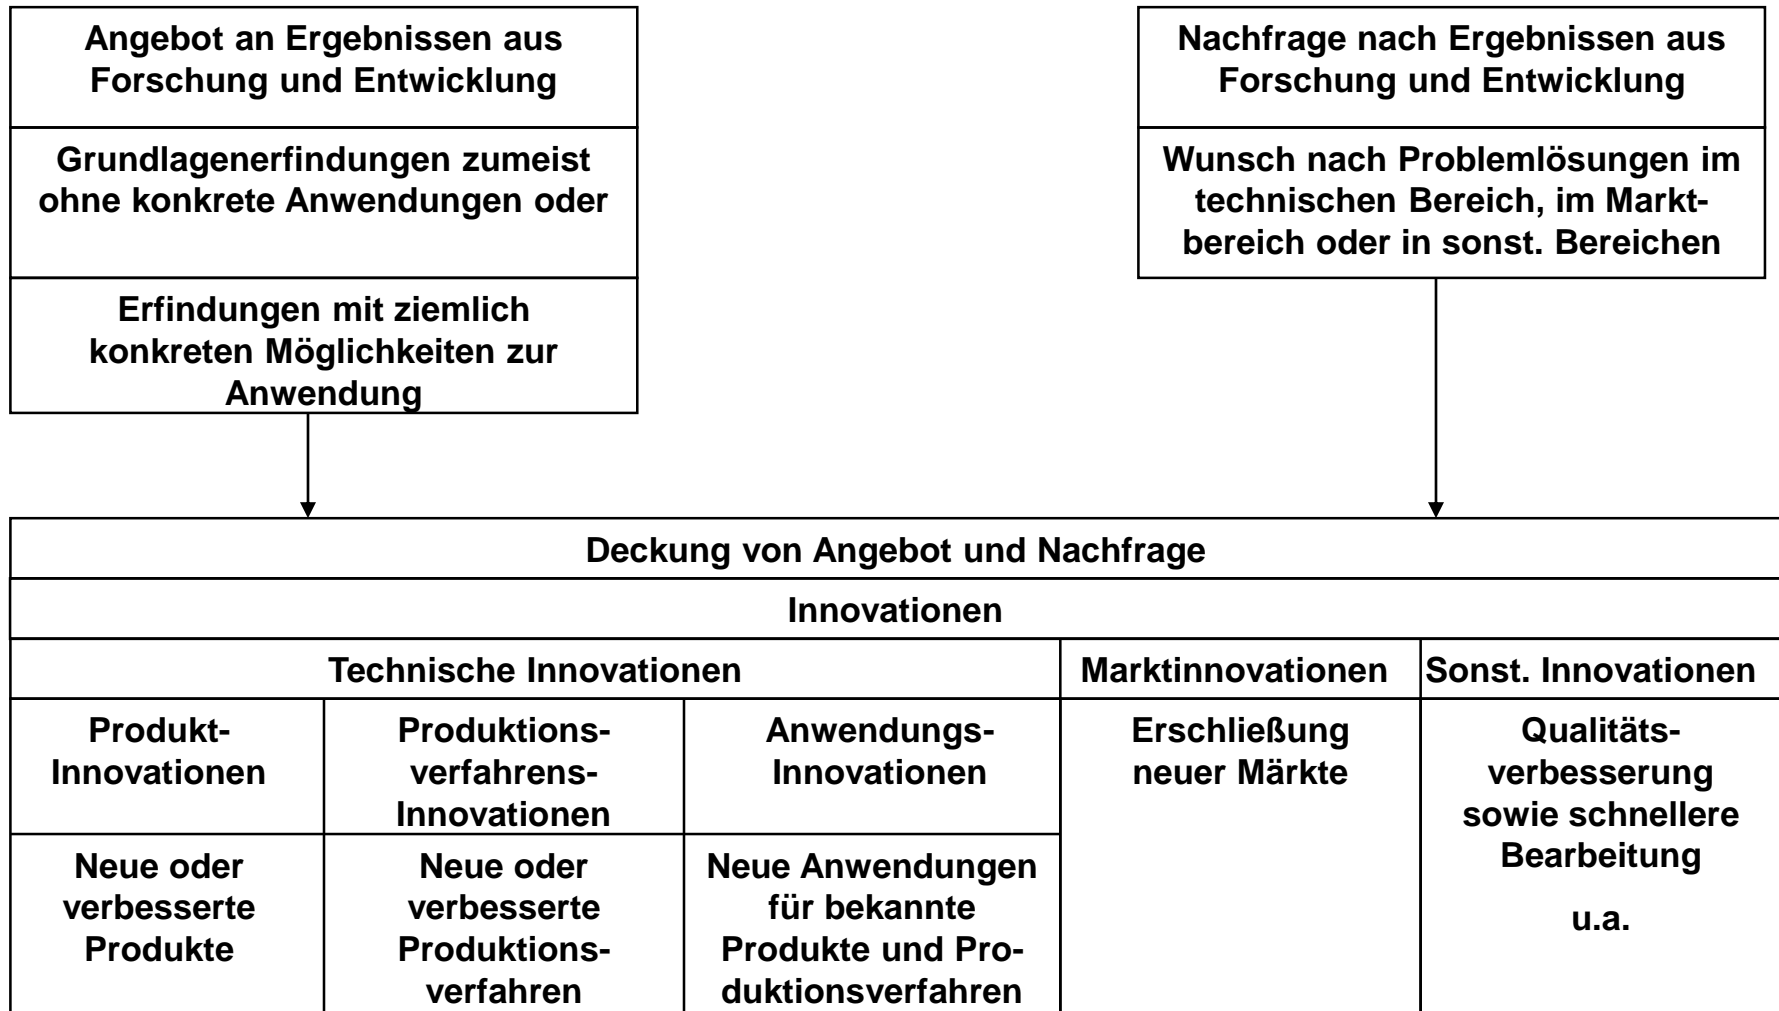 Angebot an Ergebnissen aus
Forschung und Entwicklung
Grundlagenerfindungen zumeist
ohne konkrete Anwendungen oder
Erfindungen mit ziemlich
konkreten Möglichkeiten zur
Anwendung
Nachfrage nach Ergebnissen aus
Forschung und Entwicklung
Wunsch nach Problemlösungen im
technischen Bereich, im Markt-
bereich oder in sonst. Bereichen
Deckung von Angebot und Nachfrage
Innovationen
Technische Innovationen
Marktinnovationen
Sonst. Innovationen
Produkt-
Innovationen
Produktions-
verfahrens-
Innovationen
Anwendungs-
Innovationen
Erschließung
neuer Märkte
Qualitäts-
verbesserung
sowie schnellere
Bearbeitung
u.a.
Neue oder
verbesserte
Produkte
Neue oder
verbesserte
Produktions-
verfahren
Neue Anwendungen
für bekannte
Produkte und Pro-
duktionsverfahren